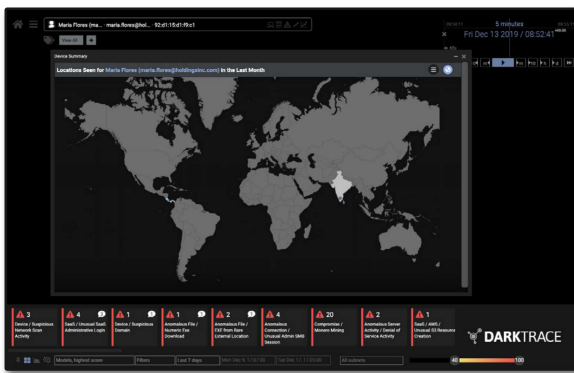 Maria Flores (ma... · maria.flores@hol... · 92:d1:15:d1:f9:c1
5 minutes
Fri Dec 13 2019 / 08:52:41
View All
Device Summary
Locations Seen for Maria Flores (maria.flores@holdingsinc.com) in the Last Month
3
Device / Suspicious
Network Scan
Activity
4
SaaS / Unusual SaaS
Administrative Login
1
Device / Suspicious
Domain
1
Anomalous File /
Numeric Exe
Download
2
Anomalous File /
EXE from Rare
External Location
4
Anomalous
Connection /
Unusual Admin SMB
Session
20
Compromise /
Monero Mining
2
Anomalous Server
Activity / Denial of
Service Activity
1
SaaS / AWS /
Unusual S3 Resource
Creation
DARKTRACE
Models, highest score
Filters
Last 7 days
All subnets
40
100